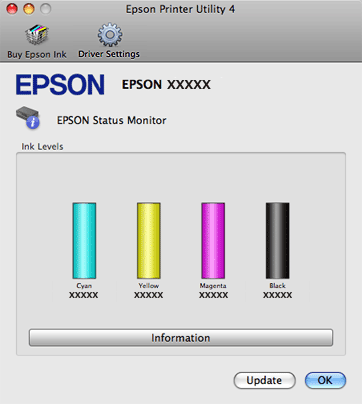 Epson Printer Utility 4
Buy Epson Ink Driver Settings
EPSON EPSON XXXXX
EPSON Status Monitor
Ink Levels
Cyan Yellow Magenta Black
XXXXX XXXXX XXXXX XXXXX
Information
Update OK